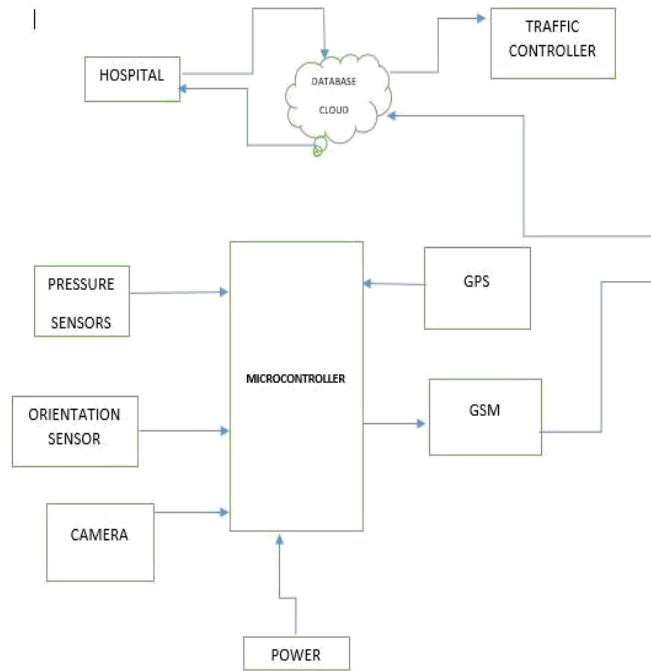 TRAFFIC
CONTROLLER
HOSPITAL
DATABASE
CLOUD
PRESSURE
SENSORS
GPS
MICROCONTROLLER
ORIENTATION
SENSOR
GSM
CAMERA
POWER